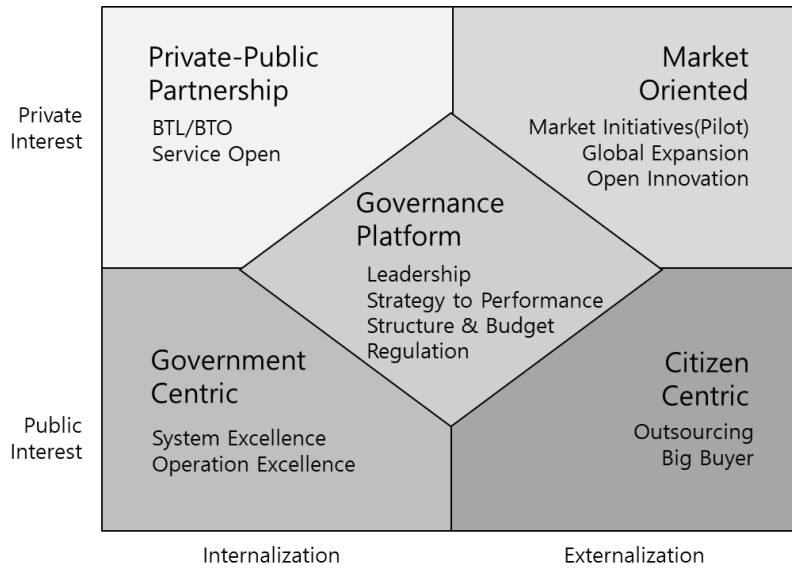 Private
Interest
Private-Public
Partnership
BTL/BTO
Service Open
Market
Oriented
Market Initiatives(Pilot)
Global Expansion
Open Innovation
Governance
Platform
Leadership
Strategy to Performance
Structure & Budget
Regulation
Public
Interest
Government
Centric
System Excellence
Operation Excellence
Citizen
Centric
Outsourcing
Big Buyer
Internalization
Externalization